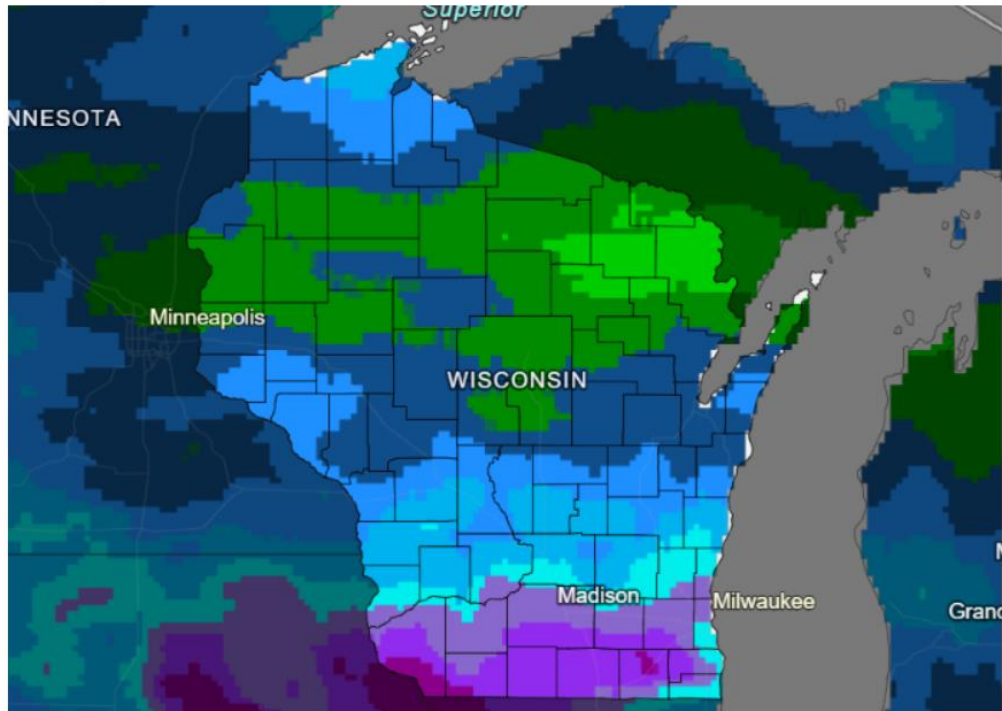 Superior
NNESOTA
Minneapolis
WISCONSIN
Madison
Milwaukee
Grand